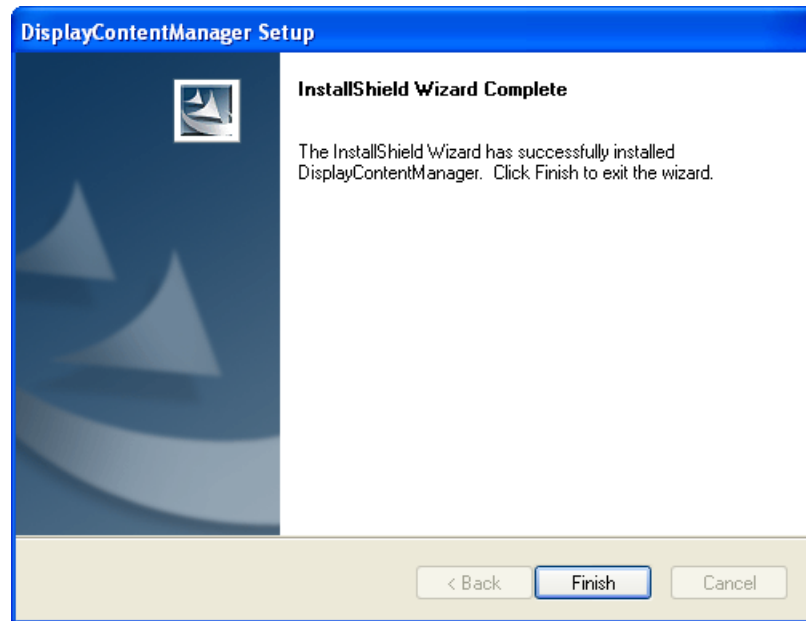 DisplayContentManager Setup
InstallShield Wizard Complete
The InstallShield Wizard has successfully installed
DisplayContentManager.  Click Finish to exit the wizard.
< Back
Finish
Cancel